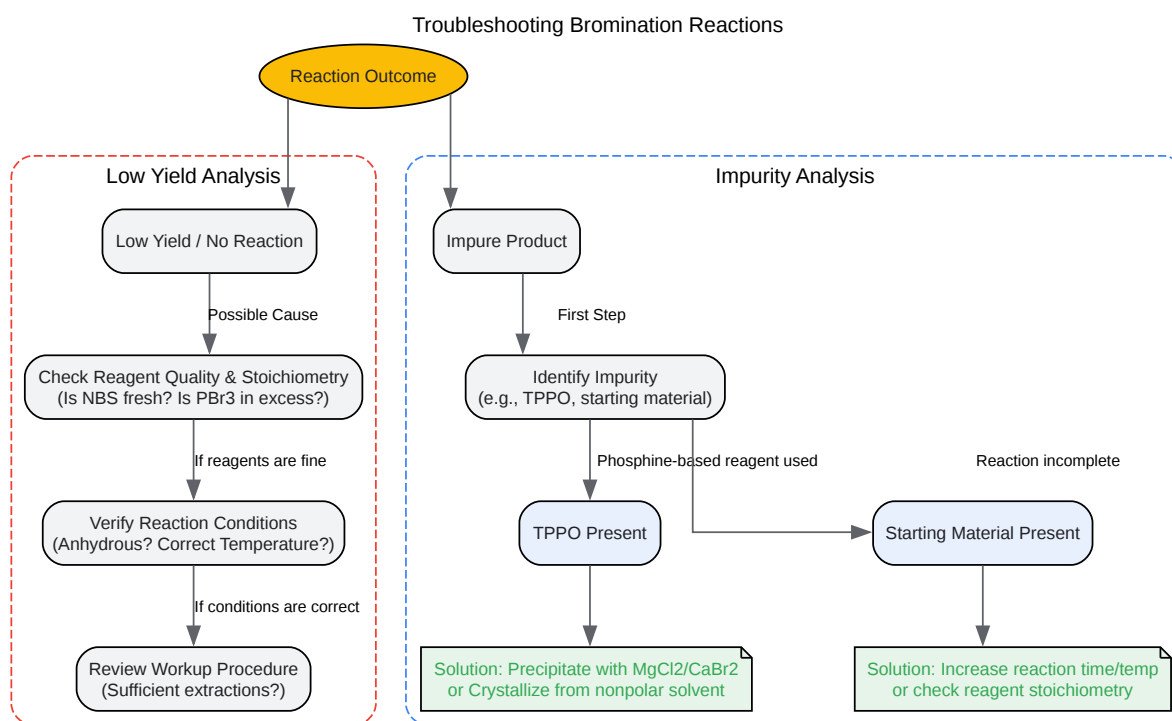 Troubleshooting Bromination Reactions
Reaction Outcome
Low Yield Analysis
Low Yield / No Reaction
Possible Cause
Check Reagent Quality & Stoichiometry
(Is NBS fresh? Is PBr3 in excess?)
If reagents are fine
Verify Reaction Conditions
(Anhydrous? Correct Temperature?)
If conditions are correct
Review Workup Procedure
(Sufficient extractions?)
Impurity Analysis
Impure Product
First Step
Identify Impurity
(e.g., TPPO, starting material)
Phosphine-based reagent used
Reaction incomplete
TPPO Present
Starting Material Present
Solution: Precipitate with MgCl2/CaBr2
or Crystallize from nonpolar solvent
Solution: Increase reaction time/temp
or check reagent stoichiometry